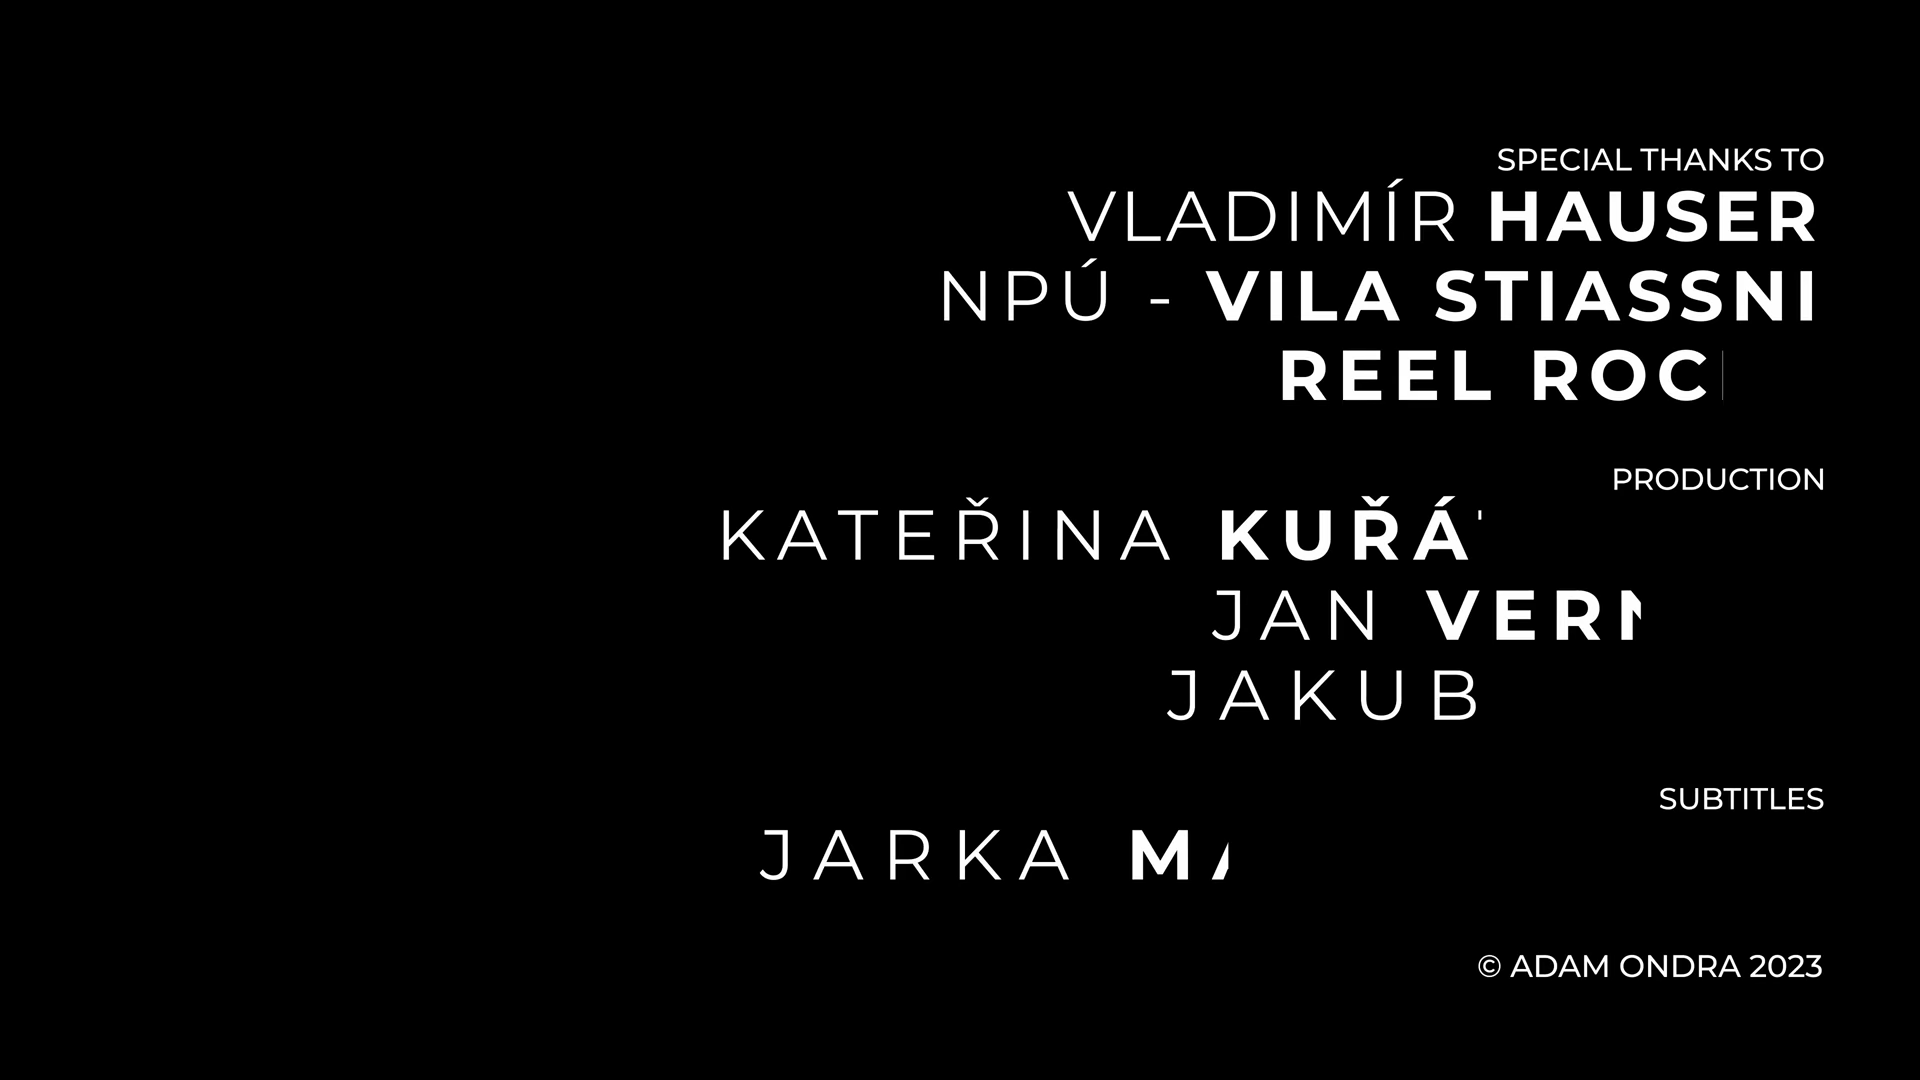 SPECIAL THANKS TO
VLADIMÍR HAUSER
NPÚ - VILA STIASSNI
REEL ROC
PRODUCTION
KATEŘINA KUŘÁ
JAN VER
JAKUB
SUBTITLES
JARKA M
© ADAM ONDRA 2023